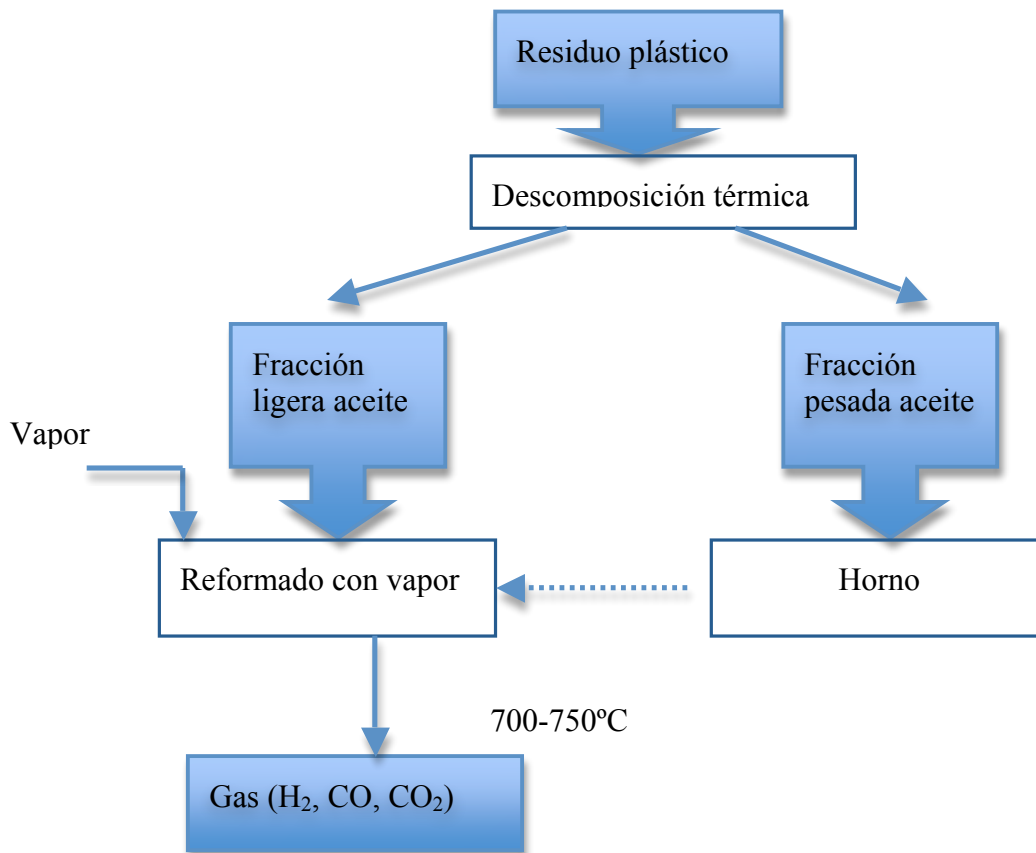 Residuo plástico
Descomposición térmica
Fracción
ligera aceite
Fracción
pesada aceite
Vapor
Reformado con vapor
Horno
700-750ºC
Gas (H₂, CO, CO₂)